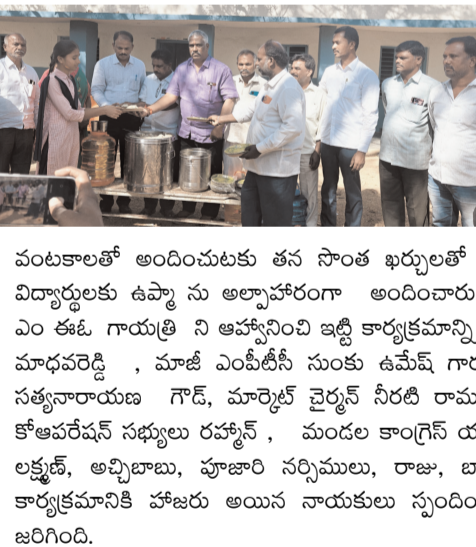 వంటకాలతో అందించుటకు తన సొంత ఖర్చులతో
విద్యార్థులకు ఉప్మా ను అల్పాహారంగా అందించారు
ఎం ఈఓ గాయత్రి ని ఆహ్వానించి ఇట్టి కార్యక్రమాన్ని
మాధవరెడ్డి , మాజీ ఎంపీటీసీ సుంకు ఉమేష్
సత్యనారాయణ గౌడ్, మార్కెట్ చైర్మన్ నీరటి
కోఆపరేషన్ సభ్యులు రహ్మాన్ , మండల కాంగ్రెస్
లక్ష్మణ్, అచ్చిబాబు, పూజారి నర్సిములు, రాజు,
కార్యక్రమానికి హాజరు అయిన నాయకులు
జరిగింది.